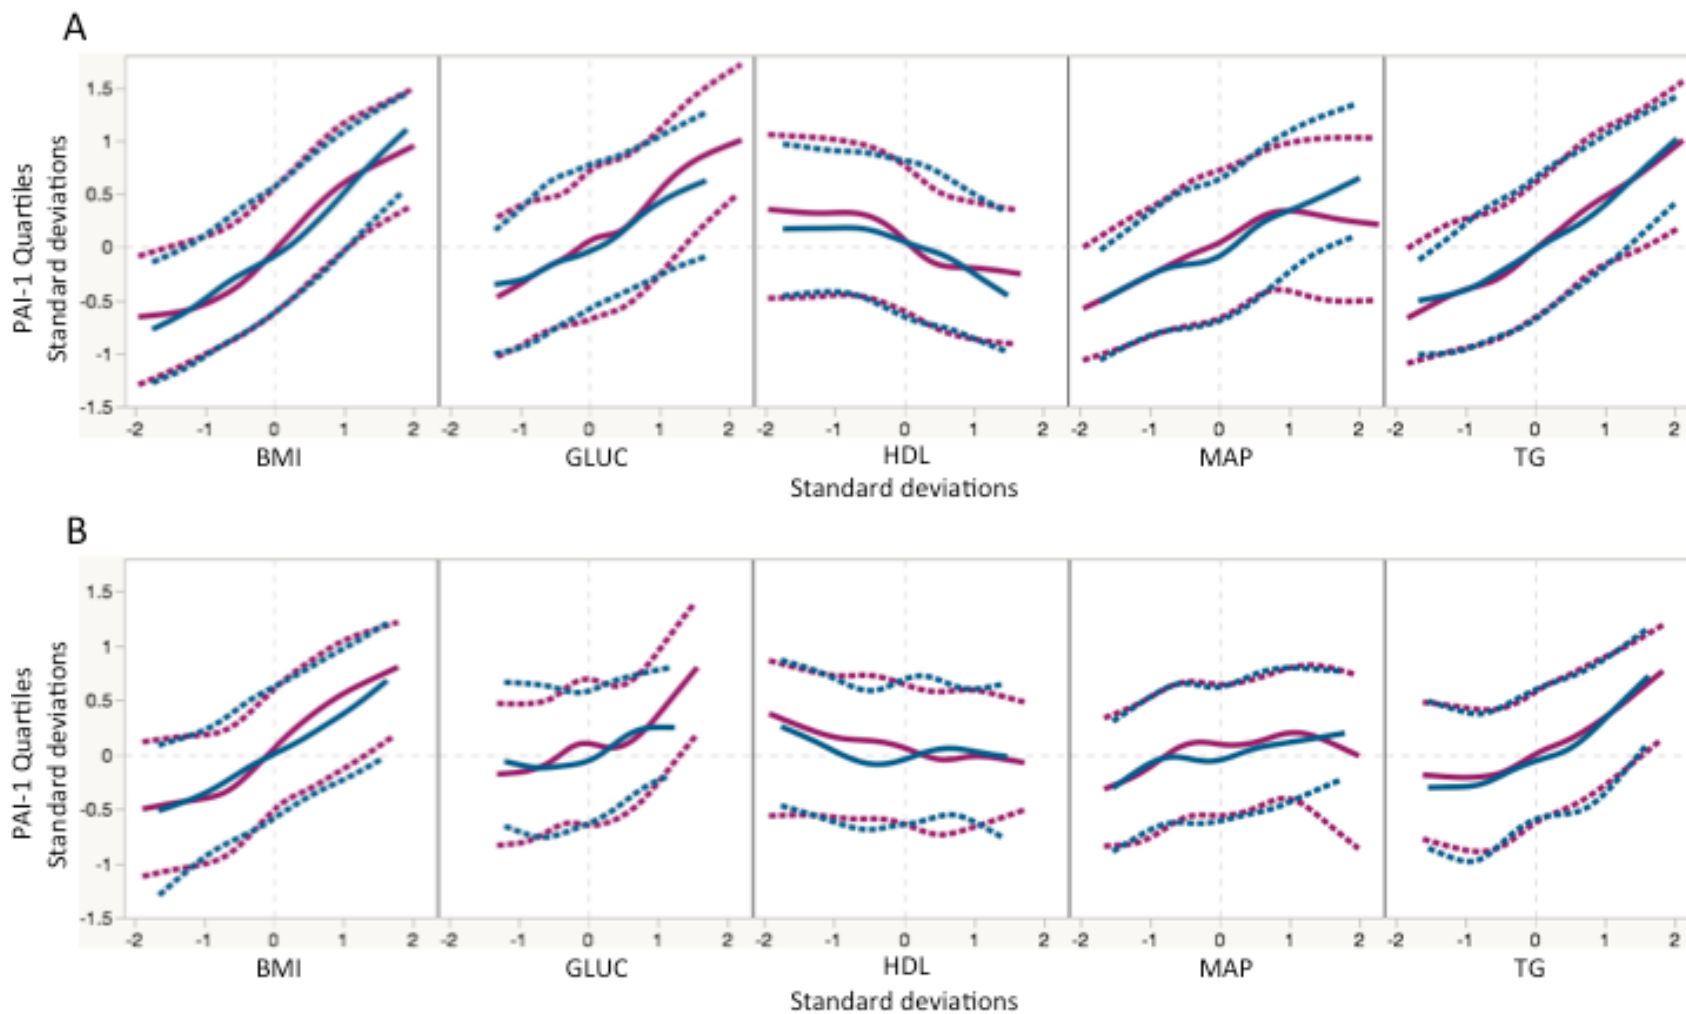 A
PAI-1 Quartiles
Standard deviations
1.5
1
0.5
0
-0.5
-1
-1.5
-2 -1 0 1 2 -2 -1 0 1 2 -2 -1 0 1 2 -2 -1 0 1 2 -2 -1 0 1 2
BMI GLUC HDL MAP TG
Standard deviations
B
PAI-1 Quartiles
Standard deviations
1.5
1
0.5
0
-0.5
-1
-1.5
-2 -1 0 1 2 -2 -1 0 1 2 -2 -1 0 1 2 -2 -1 0 1 2 -2 -1 0 1 2
BMI GLUC HDL MAP TG
Standard deviations